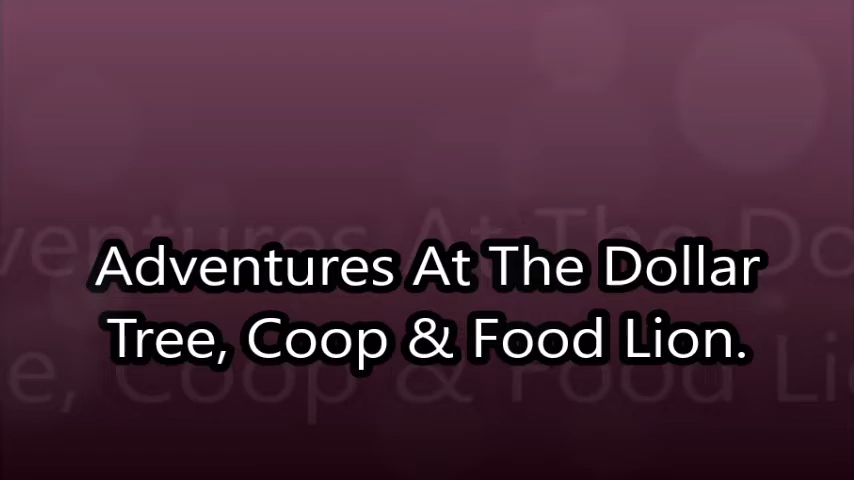 Adventures At The Dollar
Tree, Coop & Food Lion.